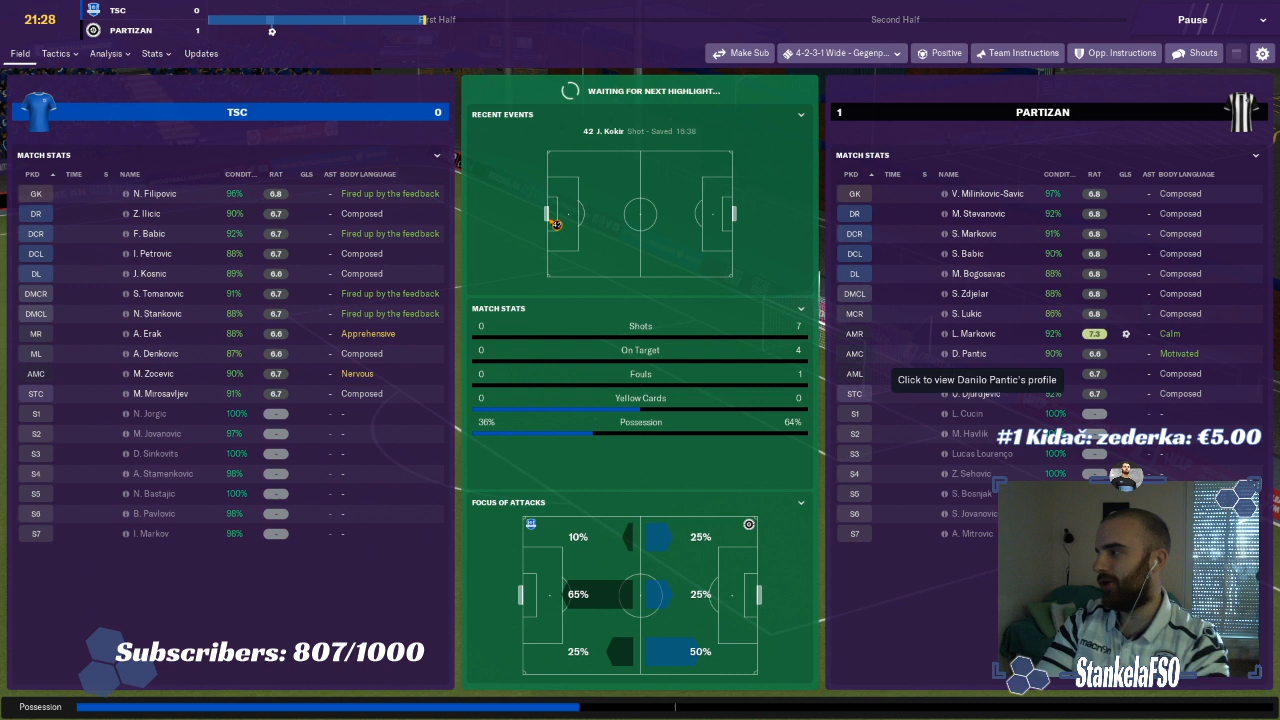 21:28
TSC 0
PARTIZAN 1
First Half
Second Half
Pause
Field Tactics Analysis Stats Updates
Make Sub 4-2-3-1 Wide - Gegenp... Positive Team Instructions Opp. Instructions Shouts
TSC 0
MATCH STATS
PKD TIME S NAME CONDIT... RAT GLS AST BODY LANGUAGE
GK N. Filipovic 96% 6.8 - Fired up by the feedback
DR Z. Ilicic 90% 6.7 - Composed
DCR F. Babic 92% 6.7 - Fired up by the feedback
DCL I. Petrovic 88% 6.7 - Composed
DL J. Kosnic 89% 6.6 - Composed
DMCR S. Tomanovic 91% 6.7 - Fired up by the feedback
DMCL N. Stankovic 88% 6.7 - Fired up by the feedback
MR A. Erak 88% 6.6 - Apprehensive
ML A. Denkovic 87% 6.6 - Composed
AMC M. Zocevic 90% 6.7 - Nervous
STC M. Mirosavljev 91% 6.7 - Composed
S1 N. Jorgic 100% - - -
S2 M. Jovanovic 97% - - -
S3 D. Sinkovits 100% - - -
S4 A. Stamenkovic 98% - - -
S5 N. Bastajic 100% - - -
S6 B. Pavlovic 98% - - -
S7 I. Markov 98% - - -
Subscribers: 807/1000
WAITING FOR NEXT HIGHLIGHT...
RECENT EVENTS
42 J. Kokir Shot - Saved 16:38
42
MATCH STATS
0 Shots 7
0 On Target 4
0 Fouls 1
0 Yellow Cards 0
36% Possession 64%
FOCUS OF ATTACKS
10% 25%
65% 25%
25% 50%
1 PARTIZAN
MATCH STATS
PKD TIME S NAME CONDIT... RAT GLS AST BODY LANGUAGE
GK V. Milinkovic-Savic 97% 6.8 - Composed
DR M. Stevanovic 92% 6.8 - Composed
DCR S. Markovic 91% 6.8 - Composed
DCL S. Babic 90% 6.8 - Composed
DL M. Bogosavac 88% 6.8 - Composed
DMCL S. Zdjelar 88% 6.8 - Composed
MCR S. Lukic 86% 6.8 - Composed
AMR L. Markovic 92% 7.3 - Calm
AMC D. Pantic 90% 6.6 - Motivated
AML 6.7 - Composed
Click to view Danilo Pantic's profile
STC Djurdjevic 92% 6.7 - Composed
S1 L. Cucin 100% - - -
S2 M. Havlik
#1 Kidač: zederka: €5.00
S3 Lucas Lourenço 100% - - -
S4 Z. Sehovic 100% - - -
S5 S. Bosnjak
S6 S. Jovanovic
S7 A. Mitrovic
macron
StankelaFSO
Possession